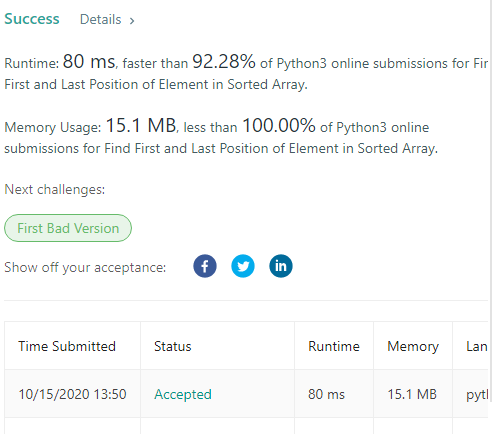 Success Details >
Runtime: 80 ms, faster than 92.28% of Python3 online submissions for Fin
First and Last Position of Element in Sorted Array.
Memory Usage: 15.1 MB, less than 100.00% of Python3 online
submissions for Find First and Last Position of Element in Sorted Array.
Next challenges:
First Bad Version
Show off your acceptance:
Time Submitted Status Runtime Memory Lan
10/15/2020 13:50 Accepted 80 ms 15.1 MB pyt